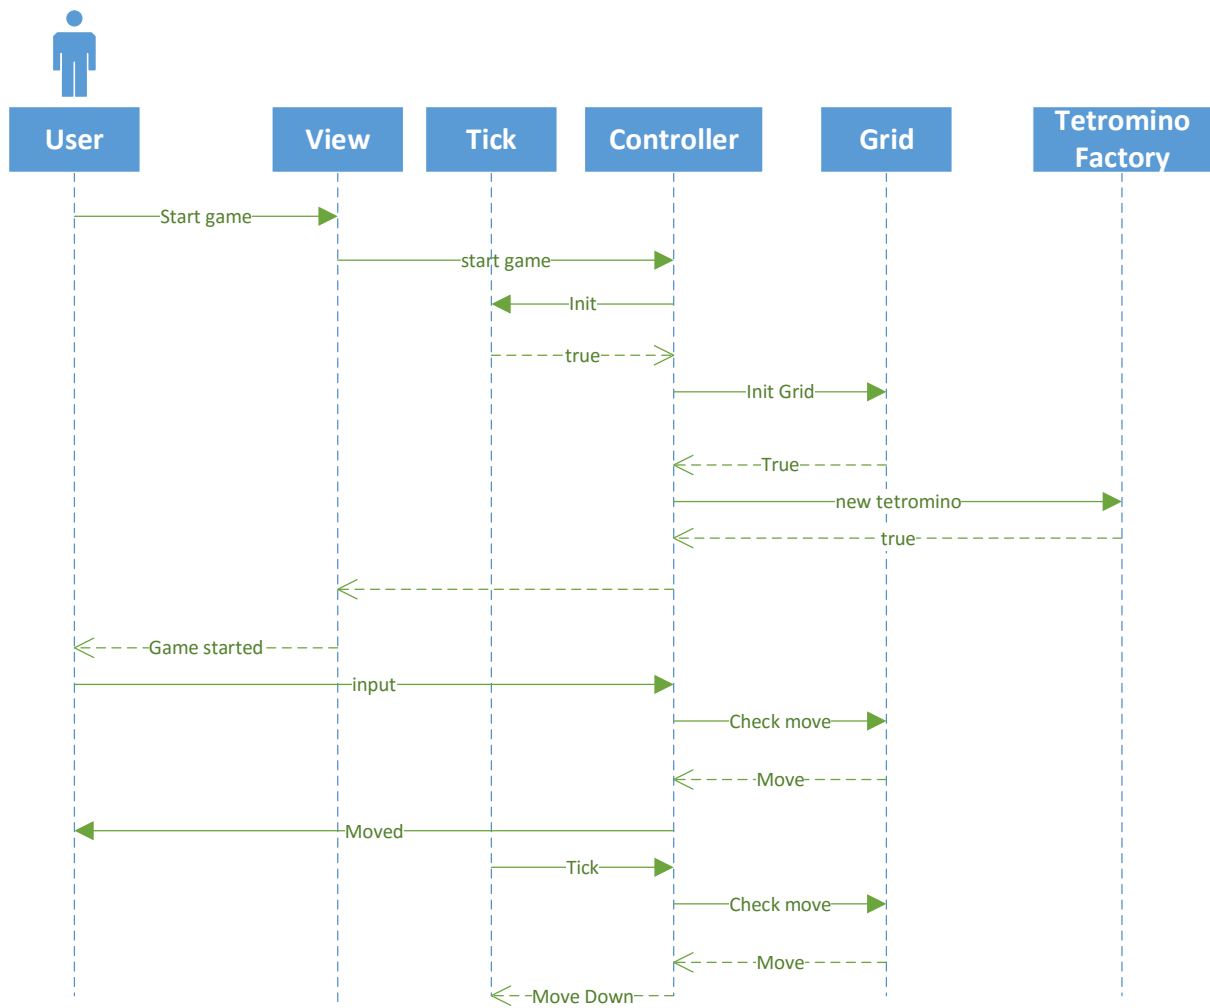 User
View
Tick
Controller
Grid
Tetromino
Factory
Start game
start game
Init
true
Init Grid
True
new tetromino
true
Game started
input
Check move
Move
Moved
Tick
Check move
Move
Move Down